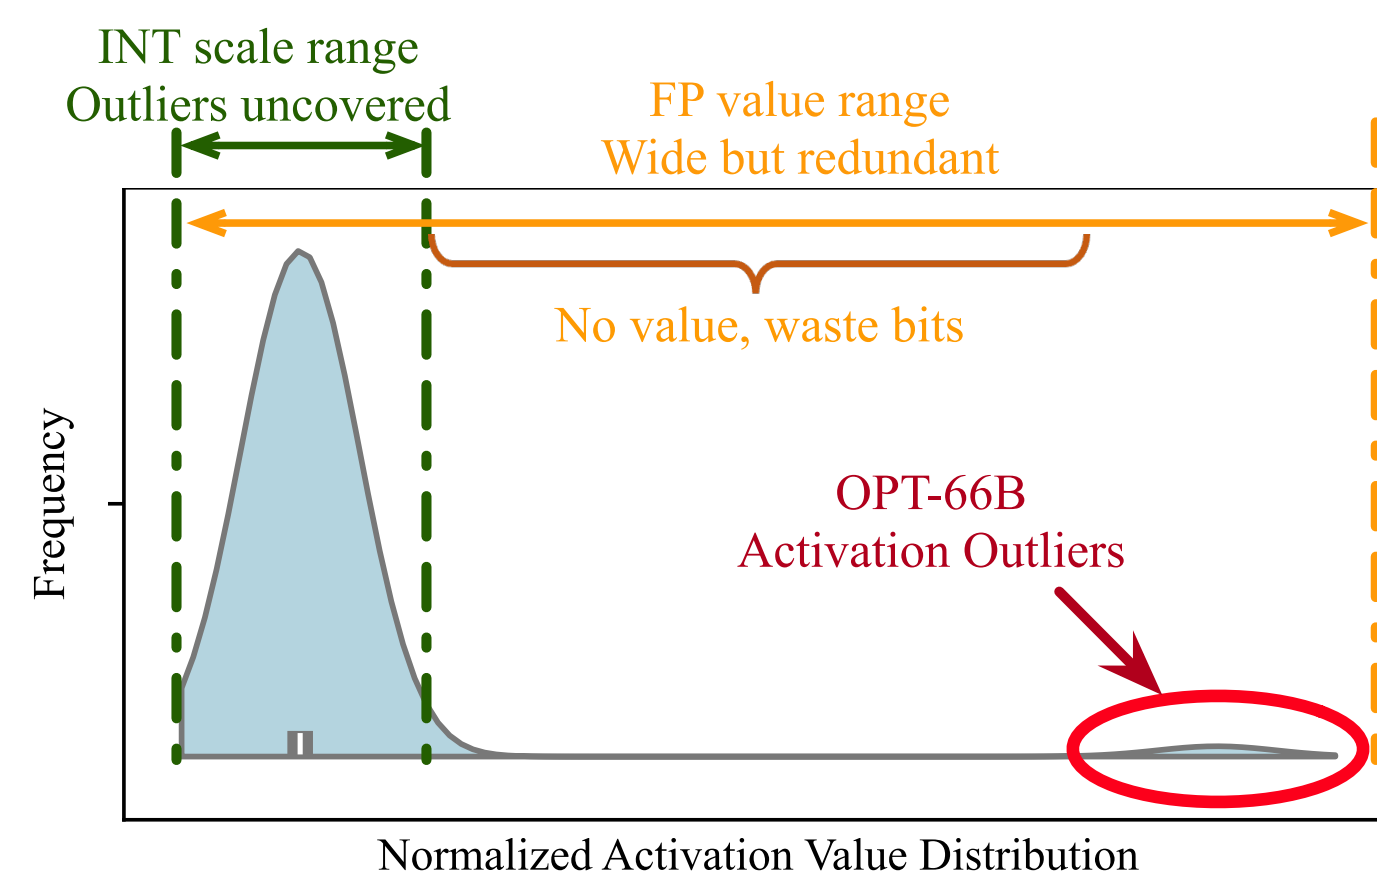 INT scale range
Outliers uncovered
FP value range
Wide but redundant
No value, waste bits
OPT-66B
Activation Outliers
Frequency
Normalized Activation Value Distribution